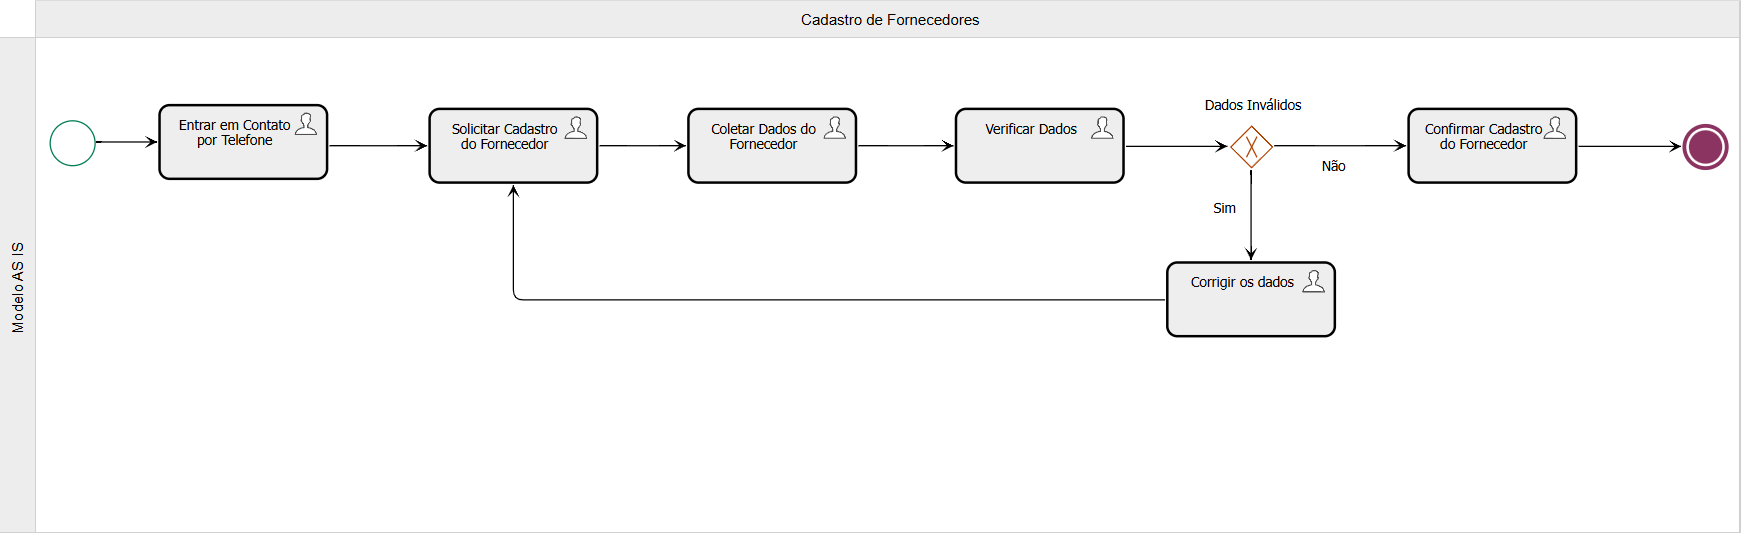 Cadastro de Fornecedores
Modelo AS IS
Entrar em Contato
por Telefone
Solicitar Cadastro
do Fornecedor
Coletar Dados do
Fornecedor
Verificar Dados
Dados Inválidos
X
Não
Sim
Confirmar Cadastro
do Fornecedor
Corrigir os dados